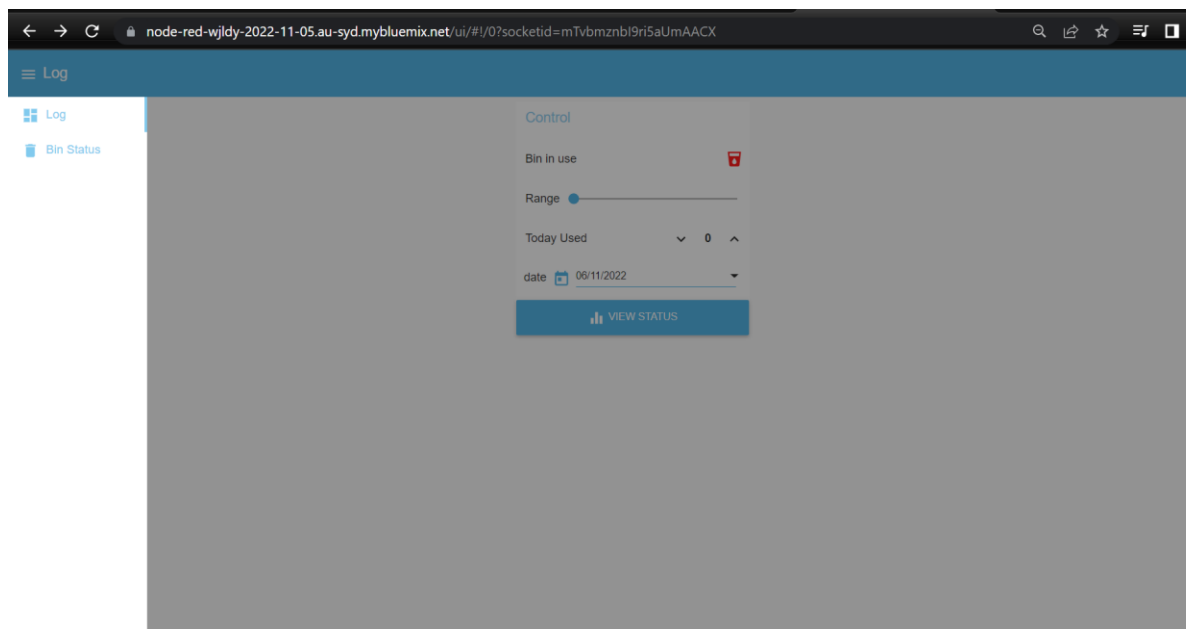 node-red-wjldy-2022-11-05.au-syd.mybluemix.net/ui/#!/0?socketid=mTvbmznbI9ri5aUmAACX
Log
Log
Bin Status
Control
Bin in use
Range
Today Used 0
date 06/11/2022
VIEW STATUS